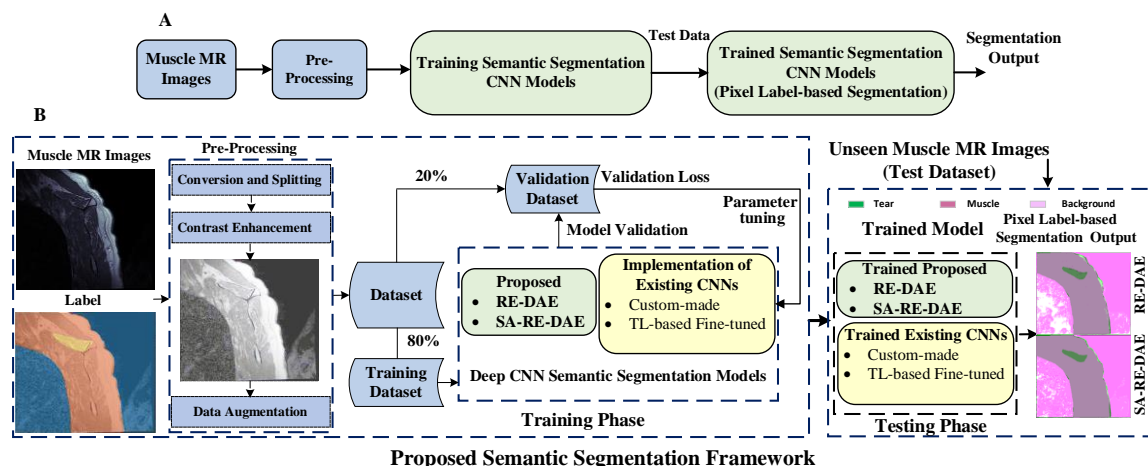 A
Muscle MR
Images
Pre-
Processing
Training Semantic Segmentation
CNN Models
Test Data
Trained Semantic Segmentation
CNN Models
(Pixel Label-based Segmentation)
Segmentation
Output
B
Muscle MR Images
Label
Pre-Processing
Conversion and Splitting
Contrast Enhancement
Data Augmentation
Dataset
20%
80%
Training
Dataset
Validation
Dataset
Validation Loss
Parameter
tuning
Model Validation
Proposed
• RE-DAE
• SA-RE-DAE
Implementation of
Existing CNNs
• Custom-made
• TL-based Fine-tuned
Deep CNN Semantic Segmentation Models
Training Phase
Unseen Muscle MR Images
(Test Dataset)
Tear
Muscle
Background
Trained Model
Pixel Label-based
Segmentation Output
Trained Proposed
• RE-DAE
• SA-RE-DAE
Trained Existing CNNs
• Custom-made
• TL-based Fine-tuned
RE-DAE
SA-RE-DAE
Testing Phase
Proposed Semantic Segmentation Framework